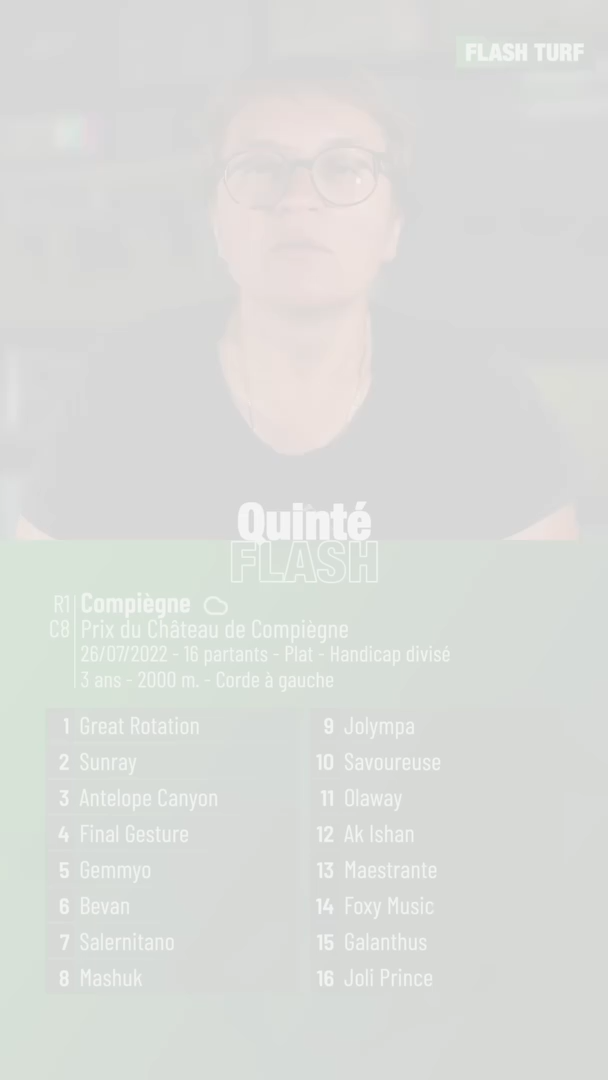 FLASH TURF
Quinté
FLASH
R1 Compiègne
C8 Prix du Château de Compiègne
26/07/2022 - 16 partants - Plat - Handicap divisé
3 ans - 2000 m. - Corde à gauche
1 Great Rotation
2 Sunray
3 Antelope Canyon
4 Final Gesture
5 Gemmyo
6 Bevan
7 Salernitano
8 Mashuk
9 Jolympa
10 Savoureuse
11 Olaway
12 Ak Ishan
13 Maestrante
14 Foxy Music
15 Galanthus
16 Joli Prince